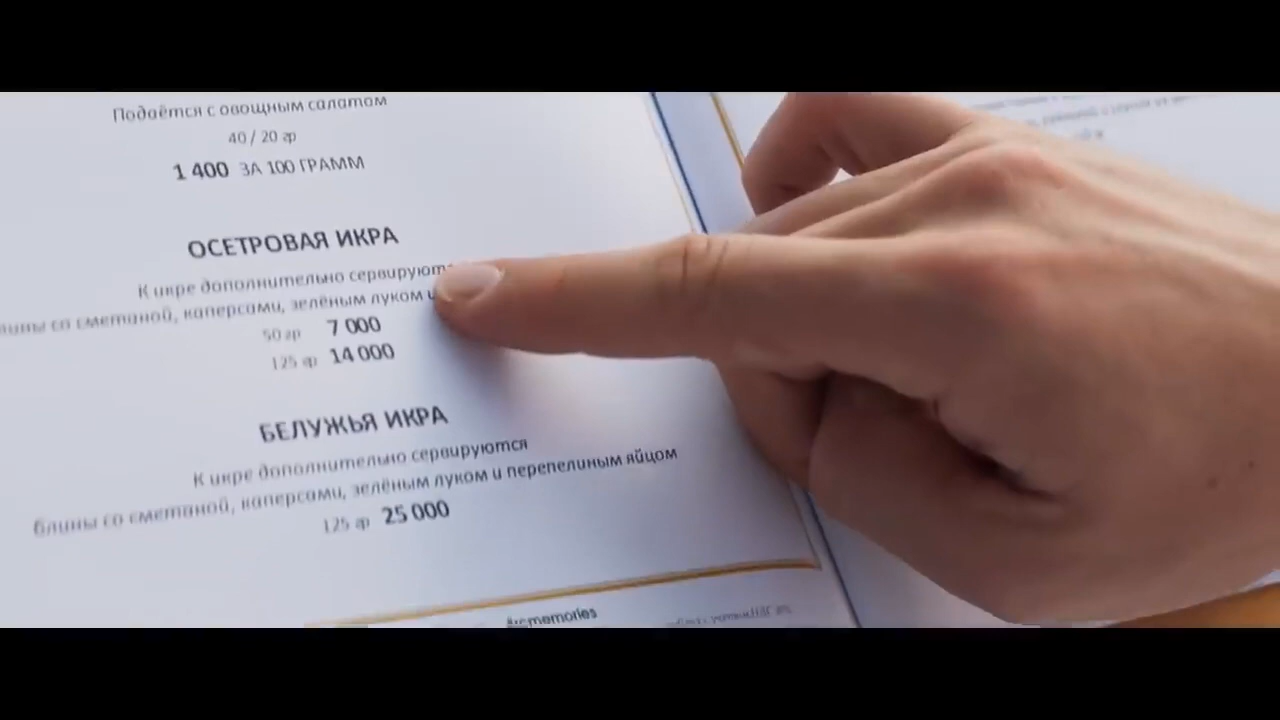 Подаётся с овощным салатом
40 / 20 гр
1 400 ЗА 100 ГРАММ
ОСЕТРОВАЯ ИКРА
К икре дополнительно сервируютс
блины со сметаной, каперсами, зелёным луком и
50 гр 7 000
125 гр 14 000
БЕЛУЖЬЯ ИКРА
К икре дополнительно сервируются
блины со сметаной, каперсами, зелёным луком и перепелиным яйцом
125 гр 25 000
memories